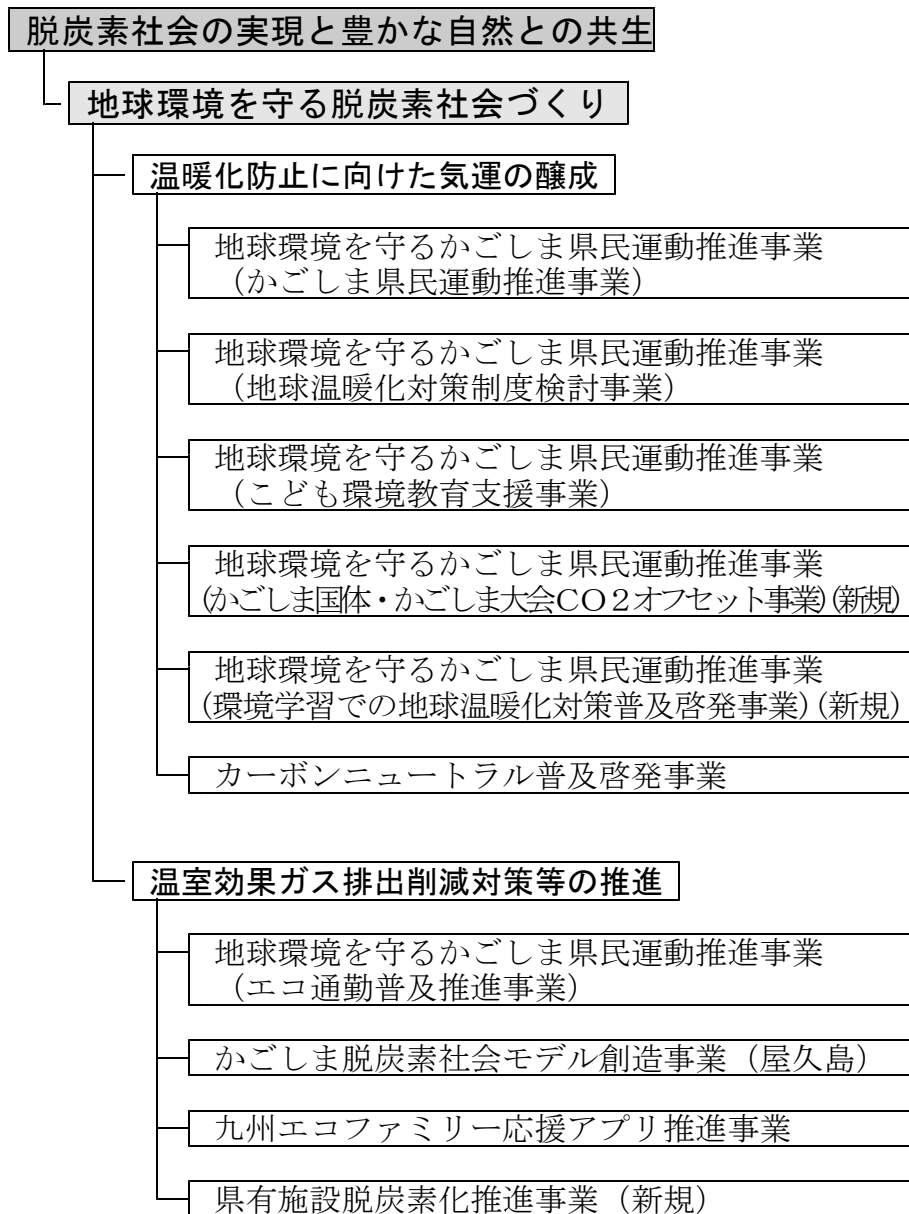 脱炭素社会の実現と豊かな自然との共生
地球環境を守る脱炭素社会づくり
温暖化防止に向けた気運の醸成
地球環境を守るかごしま県民運動推進事業
（かごしま県民運動推進事業）
地球環境を守るかごしま県民運動推進事業
（地球温暖化対策制度検討事業）
地球環境を守るかごしま県民運動推進事業
（こども環境教育支援事業）
地球環境を守るかごしま県民運動推進事業
(かごしま国体・かごしま大会ＣＯ２オフセット事業)(新規)
地球環境を守るかごしま県民運動推進事業
(環境学習での地球温暖化対策普及啓発事業)(新規)
カーボンニュートラル普及啓発事業
温室効果ガス排出削減対策等の推進
地球環境を守るかごしま県民運動推進事業
（エコ通勤普及推進事業）
かごしま脱炭素社会モデル創造事業（屋久島）
九州エコファミリー応援アプリ推進事業
県有施設脱炭素化推進事業（新規）